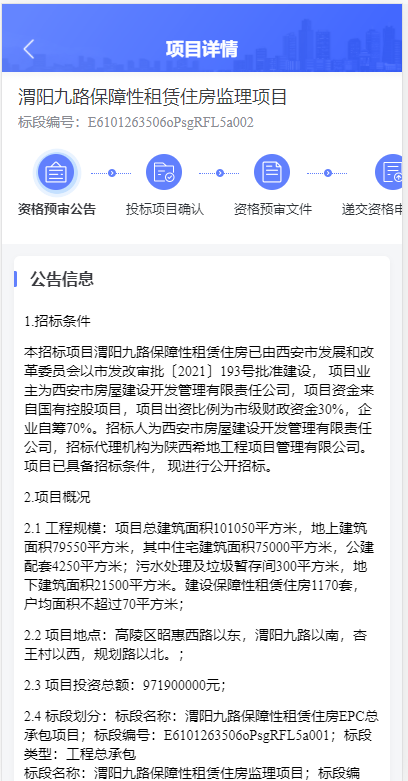 项目详情
渭阳九路保障性租赁住房监理项目
标段编号：E6101263506oPsgRFL5a002
资格预审公告
投标项目确认
资格预审文件
递交资格申
公告信息
1.招标条件
本招标项目渭阳九路保障性租赁住房已由西安市发展和改
革委员会以市发改审批〔2021〕193号批准建设， 项目业
主为西安市房屋建设开发管理有限责任公司，项目资金来
自国有控股项目，项目出资比例为市级财政资金30%，企
业自筹70%。招标人为西安市房屋建设开发管理有限责任
公司，招标代理机构为陕西希地工程项目管理有限公司。
项目已具备招标条件， 现进行公开招标。
2.项目概况
2.1 工程规模：项目总建筑面积101050平方米，地上建筑
面积79550平方米，其中住宅建筑面积75000平方米，公建
配套4250平方米；污水处理及垃圾暂存间300平方米，地
下建筑面积21500平方米。建设保障性租赁住房1170套，
户均面积不超过70平方米；
2.2 项目地点：高陵区昭惠西路以东，渭阳九路以南，杏
王村以西，规划路以北。；
2.3 项目投资总额：971900000元；
2.4 标段划分：标段名称：渭阳九路保障性租赁住房EPC总
承包项目；标段编号：E6101263506oPsgRFL5a001；标段
类型：工程总承包
标段名称：渭阳九路保障性租赁住房监理项目；标段编